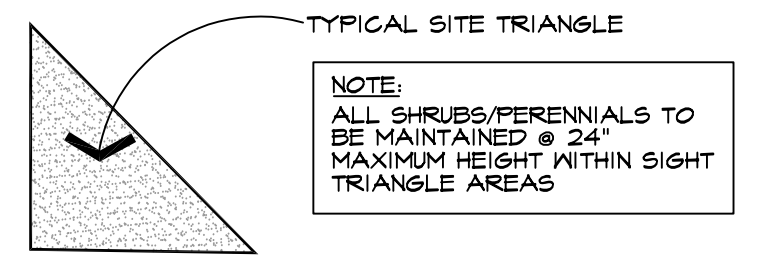 TYPICAL SITE TRIANGLE
NOTE:
ALL SHRUBS/PERENNIALS TO
BE MAINTAINED @ 24"
MAXIMUM HEIGHT WITHIN SIGHT
TRIANGLE AREAS